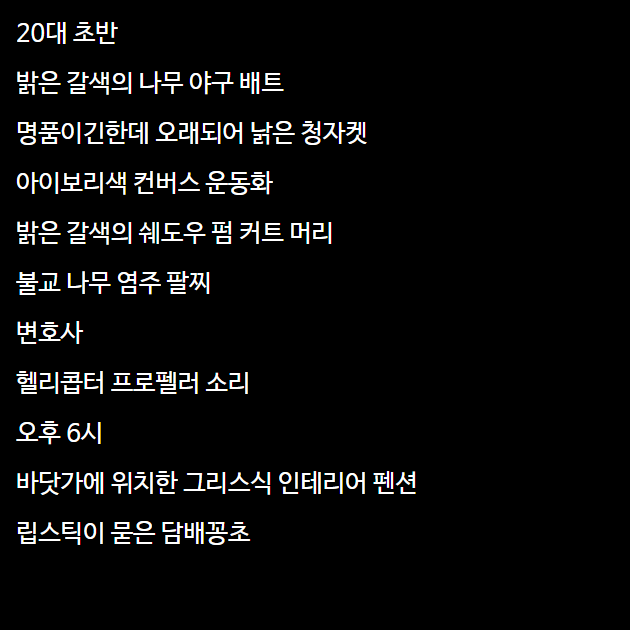 20대 초반
밝은 갈색의 나무 야구 배트
명품이긴한데 오래되어 낡은 청자켓
아이보리색 컨버스 운동화
밝은 갈색의 쉐도우 펌 커트 머리
불교 나무 염주 팔찌
변호사
헬리콥터 프로펠러 소리
오후 6시
바닷가에 위치한 그리스식 인테리어 펜션
립스틱이 묻은 담배꽁초